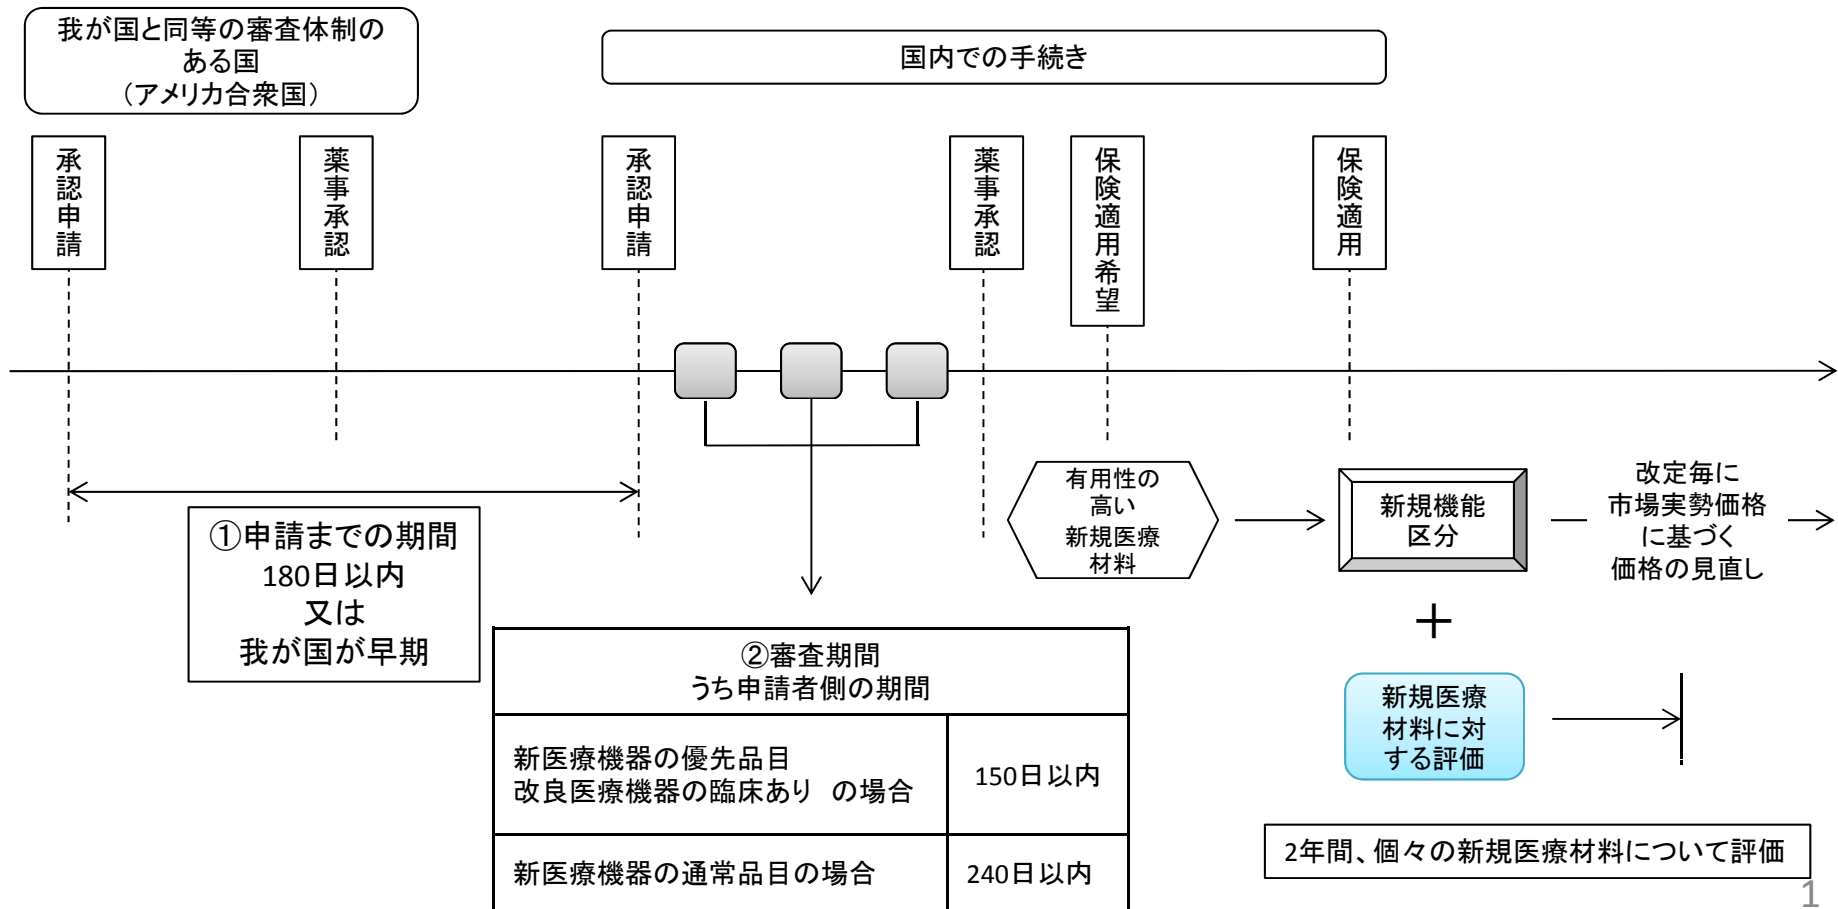 我が国と同等の審査体制の
ある国
（アメリカ合衆国）
国内での手続き
承認申請
薬事承認
承認申請
薬事承認
保険適用希望
保険適用
①申請までの期間
180日以内
又は
我が国が早期
②審査期間
うち申請者側の期間
新医療機器の優先品目
改良医療機器の臨床あり　の場合
150日以内
新医療機器の通常品目の場合
240日以内
有用性の
高い
新規医療
材料
新規機能
区分
改定毎に
市場実勢価格
に基づく
価格の見直し
＋
新規医療
材料に対
する評価
2年間、個々の新規医療材料について評価
1